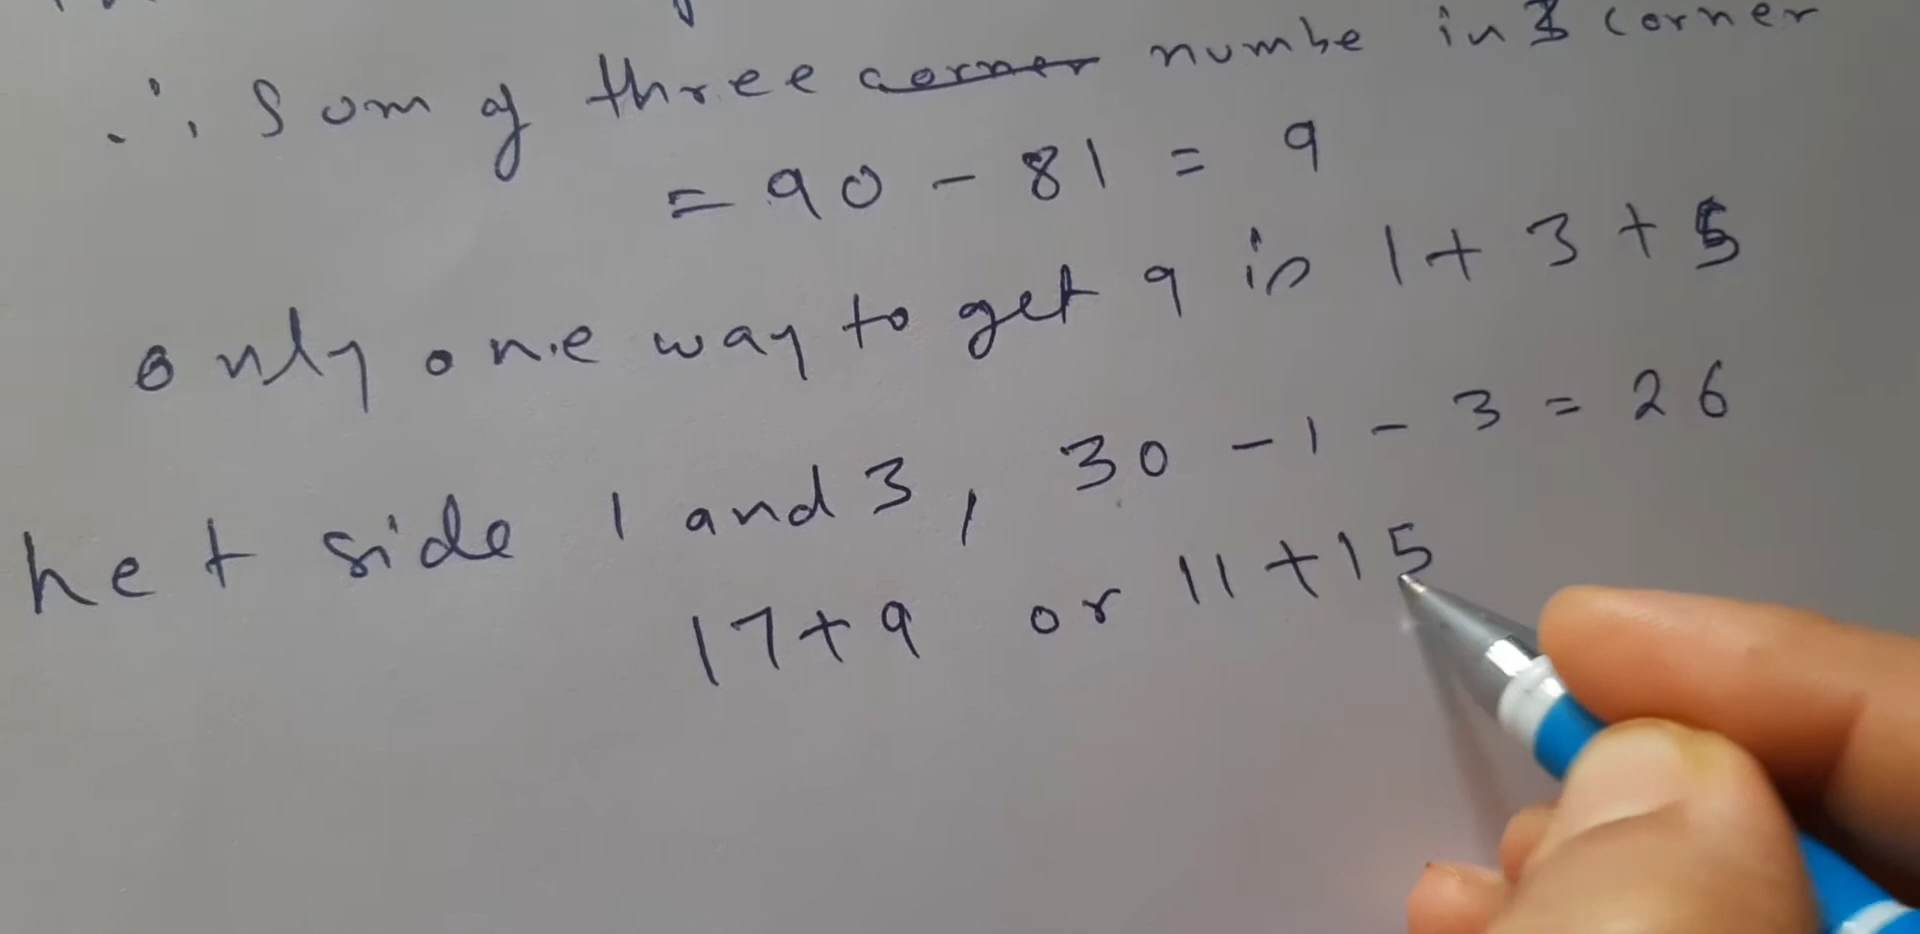 ∴ Sum of three corner numbe in 3 corner
= 90 - 81 = 9
only one way to get 9 is 1 + 3 + 5
het side 1 and 3, 30 - 1 - 3 = 26
17+9 or 11+15